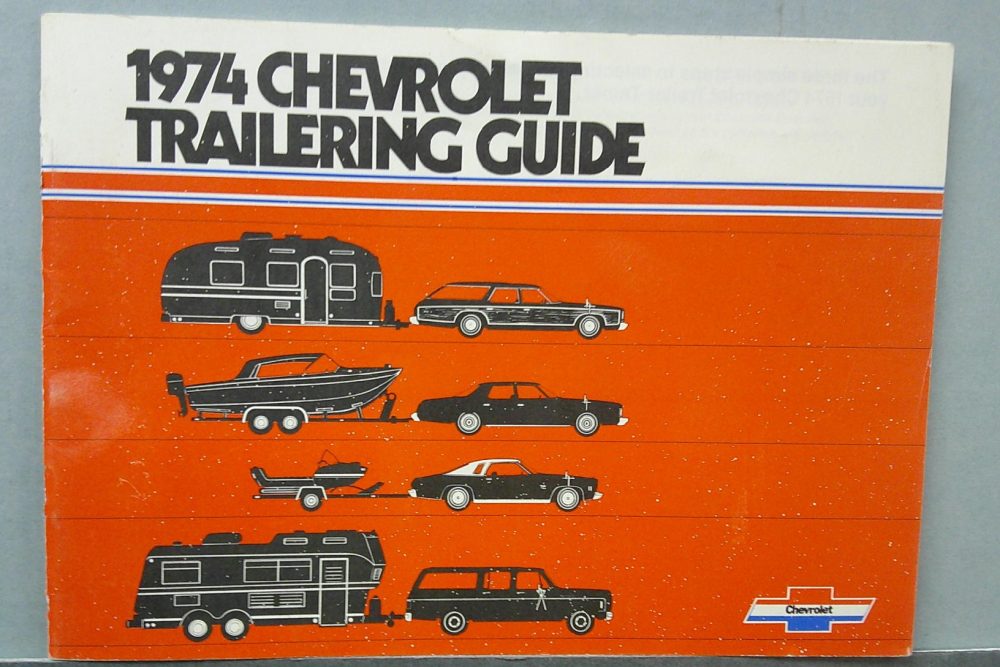 1974 CHEVROLET
TRAILERING GUIDE
Chevrolet